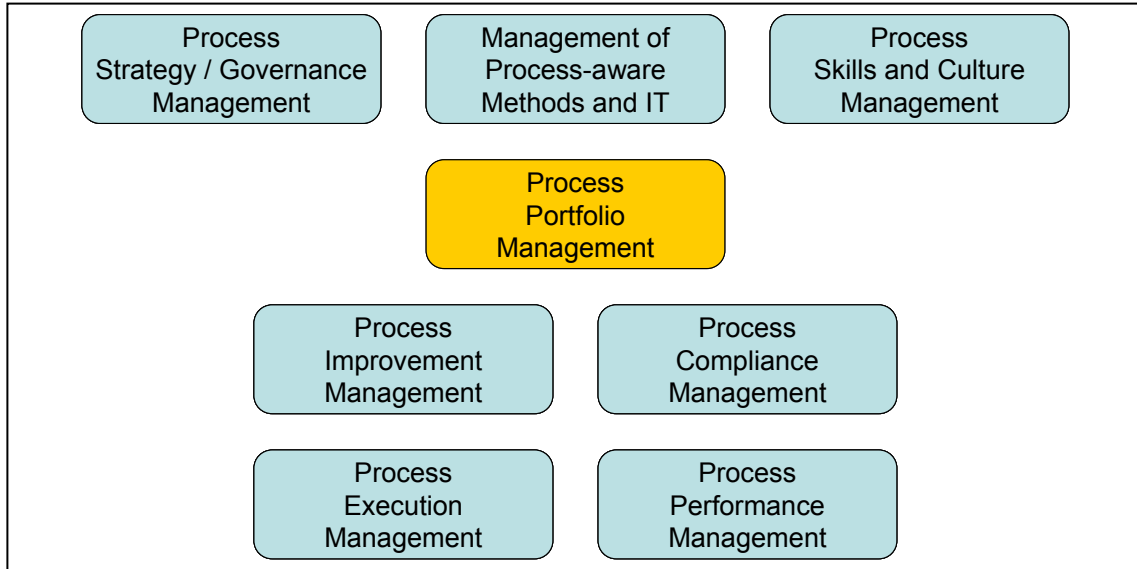 Process
Strategy / Governance
Management
Management of
Process-aware
Methods and IT
Process
Skills and Culture
Management
Process
Portfolio
Management
Process
Improvement
Management
Process
Compliance
Management
Process
Execution
Management
Process
Performance
Management